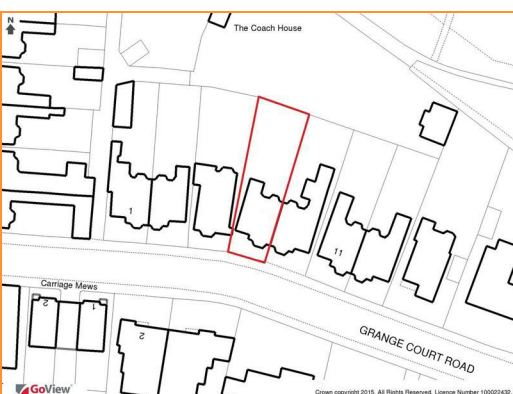 N
The Coach House
1
11
Carriage Mews
2
1
2
GRANGE COURT ROAD
GoView
Crown copyright 2015. All Rights Reserved. Licence Number 100022432.